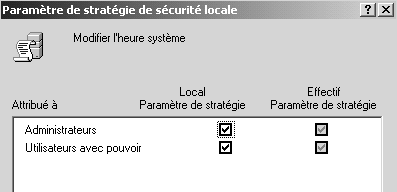 Paramètre de stratégie de sécurité locale
Modifier l'heure système
Local Effectif
Attribué à Paramètre de stratégie Paramètre de stratégie
Administrateurs
Utilisateurs avec pouvoir